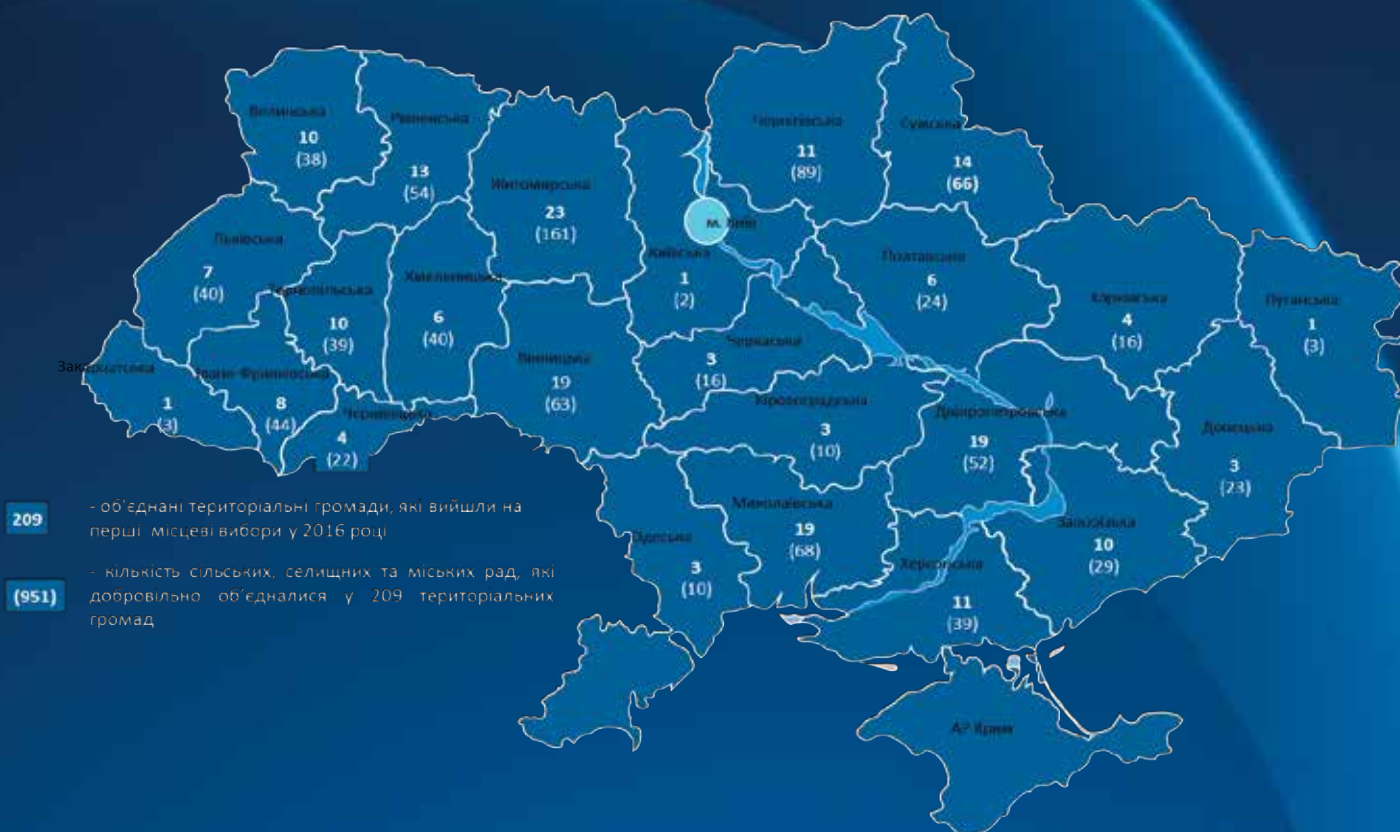 Волинська
10
(38)
Рівненська
13
(54)
Житомирська
23
(161)
Чернігівська
11
(89)
Сумська
14
(66)
м. Київ
Київська
1
(2)
Львівська
7
(40)
Тернопільська
10
(39)
Хмельницька
6
(40)
Полтавська
6
(24)
Харківська
4
(16)
Луганська
1
(3)
Закарпатська
1
(3)
Івано-Франківська
8
(44)
Чернівецька
4
(22)
Вінницька
19
(63)
Черкаська
3
(16)
Кіровоградська
3
(10)
Дніпропетровська
19
(52)
Донецька
3
(23)
Одеська
3
(10)
Миколаївська
19
(68)
Херсонська
11
(39)
Запорізька
10
(29)
АР Крим
209
- об'єднані територіальні громади, які вийшли на
перші місцеві вибори у 2016 році
(951)
- кількість сільських, селищних та міських рад, які
добровільно об'єдналися у 209 територіальних
громад